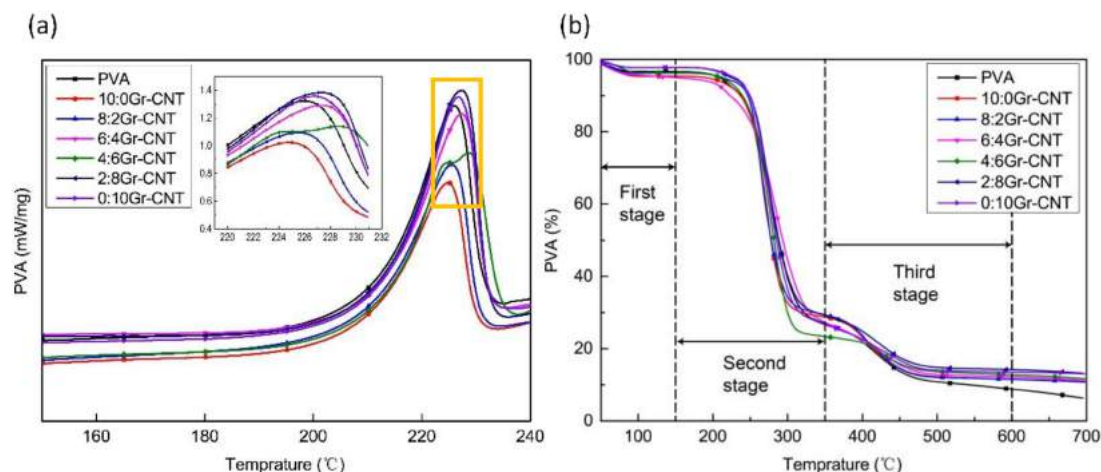 (a)
PVA
10:0Gr-CNT
8:2Gr-CNT
6:4Gr-CNT
4:6Gr-CNT
2:8Gr-CNT
0:10Gr-CNT
1.4
1.2
1.0
0.8
0.6
0.4
220 222 224 226 228 230 232
PVA (mW/mg)
160 180 200 220 240
Temprature (℃)
(b)
100
80
60
40
20
0
PVA (%)
PVA
10:0Gr-CNT
8:2Gr-CNT
6:4Gr-CNT
4:6Gr-CNT
2:8Gr-CNT
0:10Gr-CNT
First
stage
Second
stage
Third
stage
100 200 300 400 500 600 700
Temprature (℃)